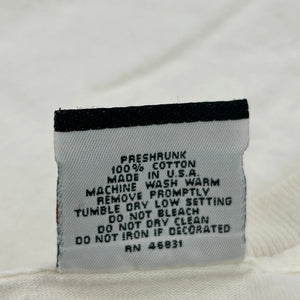 PRESHRUNK
100% COTTON
MADE IN U.S.A.
MACHINE WASH WARM
REMOVE PROMPTLY
TUMBLE DRY LOW SETTING
DO NOT BLEACH
DO NOT DRY CLEAN
DO NOT IRON IF DECORATED
RN 46831